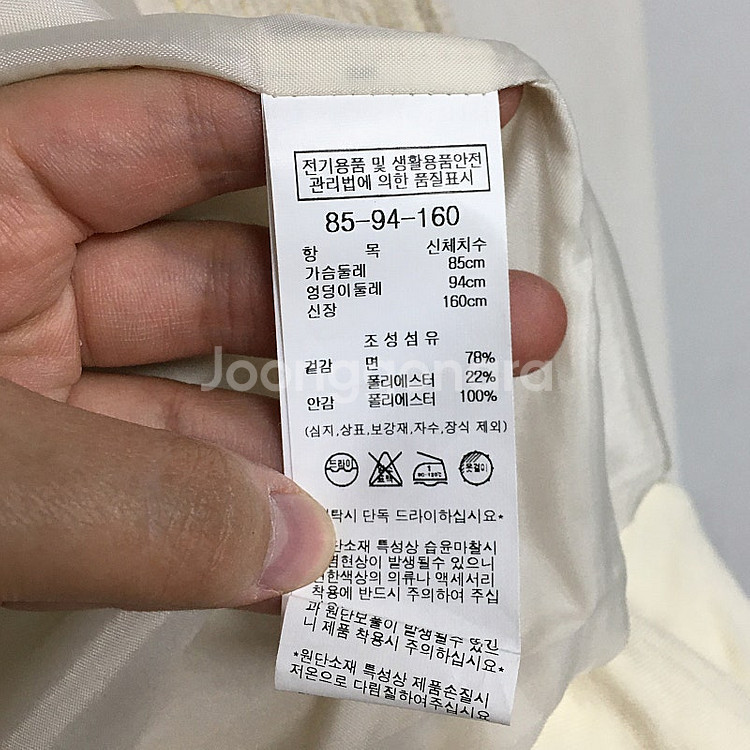 전기용품 및 생활용품안전
관리법에 의한 품질표시
85-94-160
항 목 신체치수
가슴둘레 85cm
엉덩이둘레 94cm
신장 160cm
조성섬유
겉감 면 78%
폴리에스터 22%
안감 폴리에스터 100%
(심지,상표,보강재,자수,장식 제외)
드라이 1 옷걸이
단독 드라이하십시요*
특성상 습윤마찰시
발생될수 있으니
의류나 액세서리
착용에 반드시 주의하여 주십
과 원단보풀이 발생될수 있긴
니 제품 착용시 주의하십시요*
*원단소재 특성상 제품손질시
저온으로 다림질하여주십시요
Joonggonara